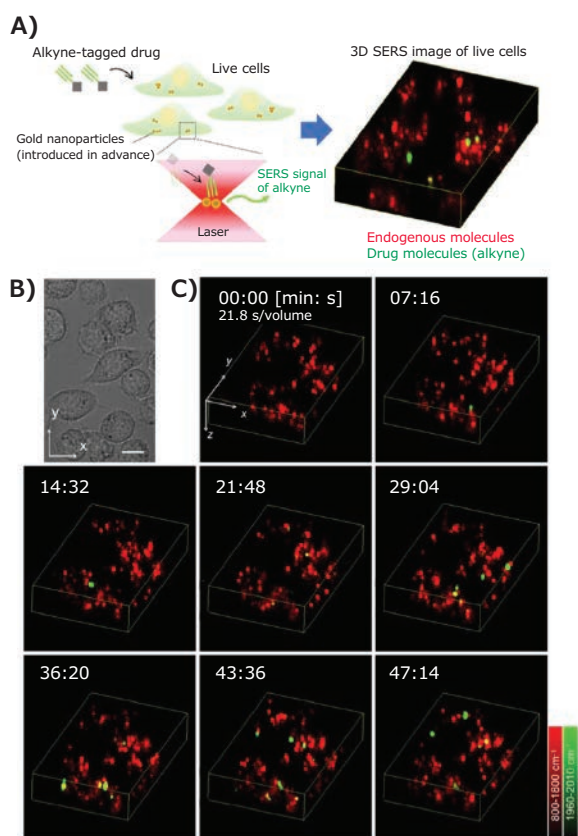 A)
Alkyne-tagged drug
Live cells
Gold nanoparticles
(introduced in advance)
SERS signal
of alkyne
Laser
3D SERS image of live cells
Endogenous molecules
Drug molecules (alkyne)
B)
y
x
C)
00:00 [min: s]
21.8 s/volume
y
x
z
07:16
14:32
21:48
29:04
36:20
43:36
47:14
800-1800 cm⁻¹
1960-2010 cm⁻¹